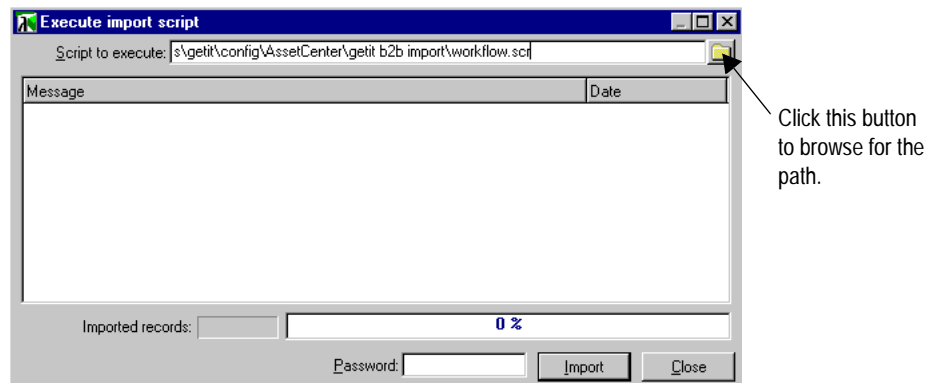 Execute import script
Script to execute: s\getit\config\AssetCenter\getit b2b import\workflow.scr
Message Date
Click this button
to browse for the
path.
Imported records: 0 %
Password: Import Close